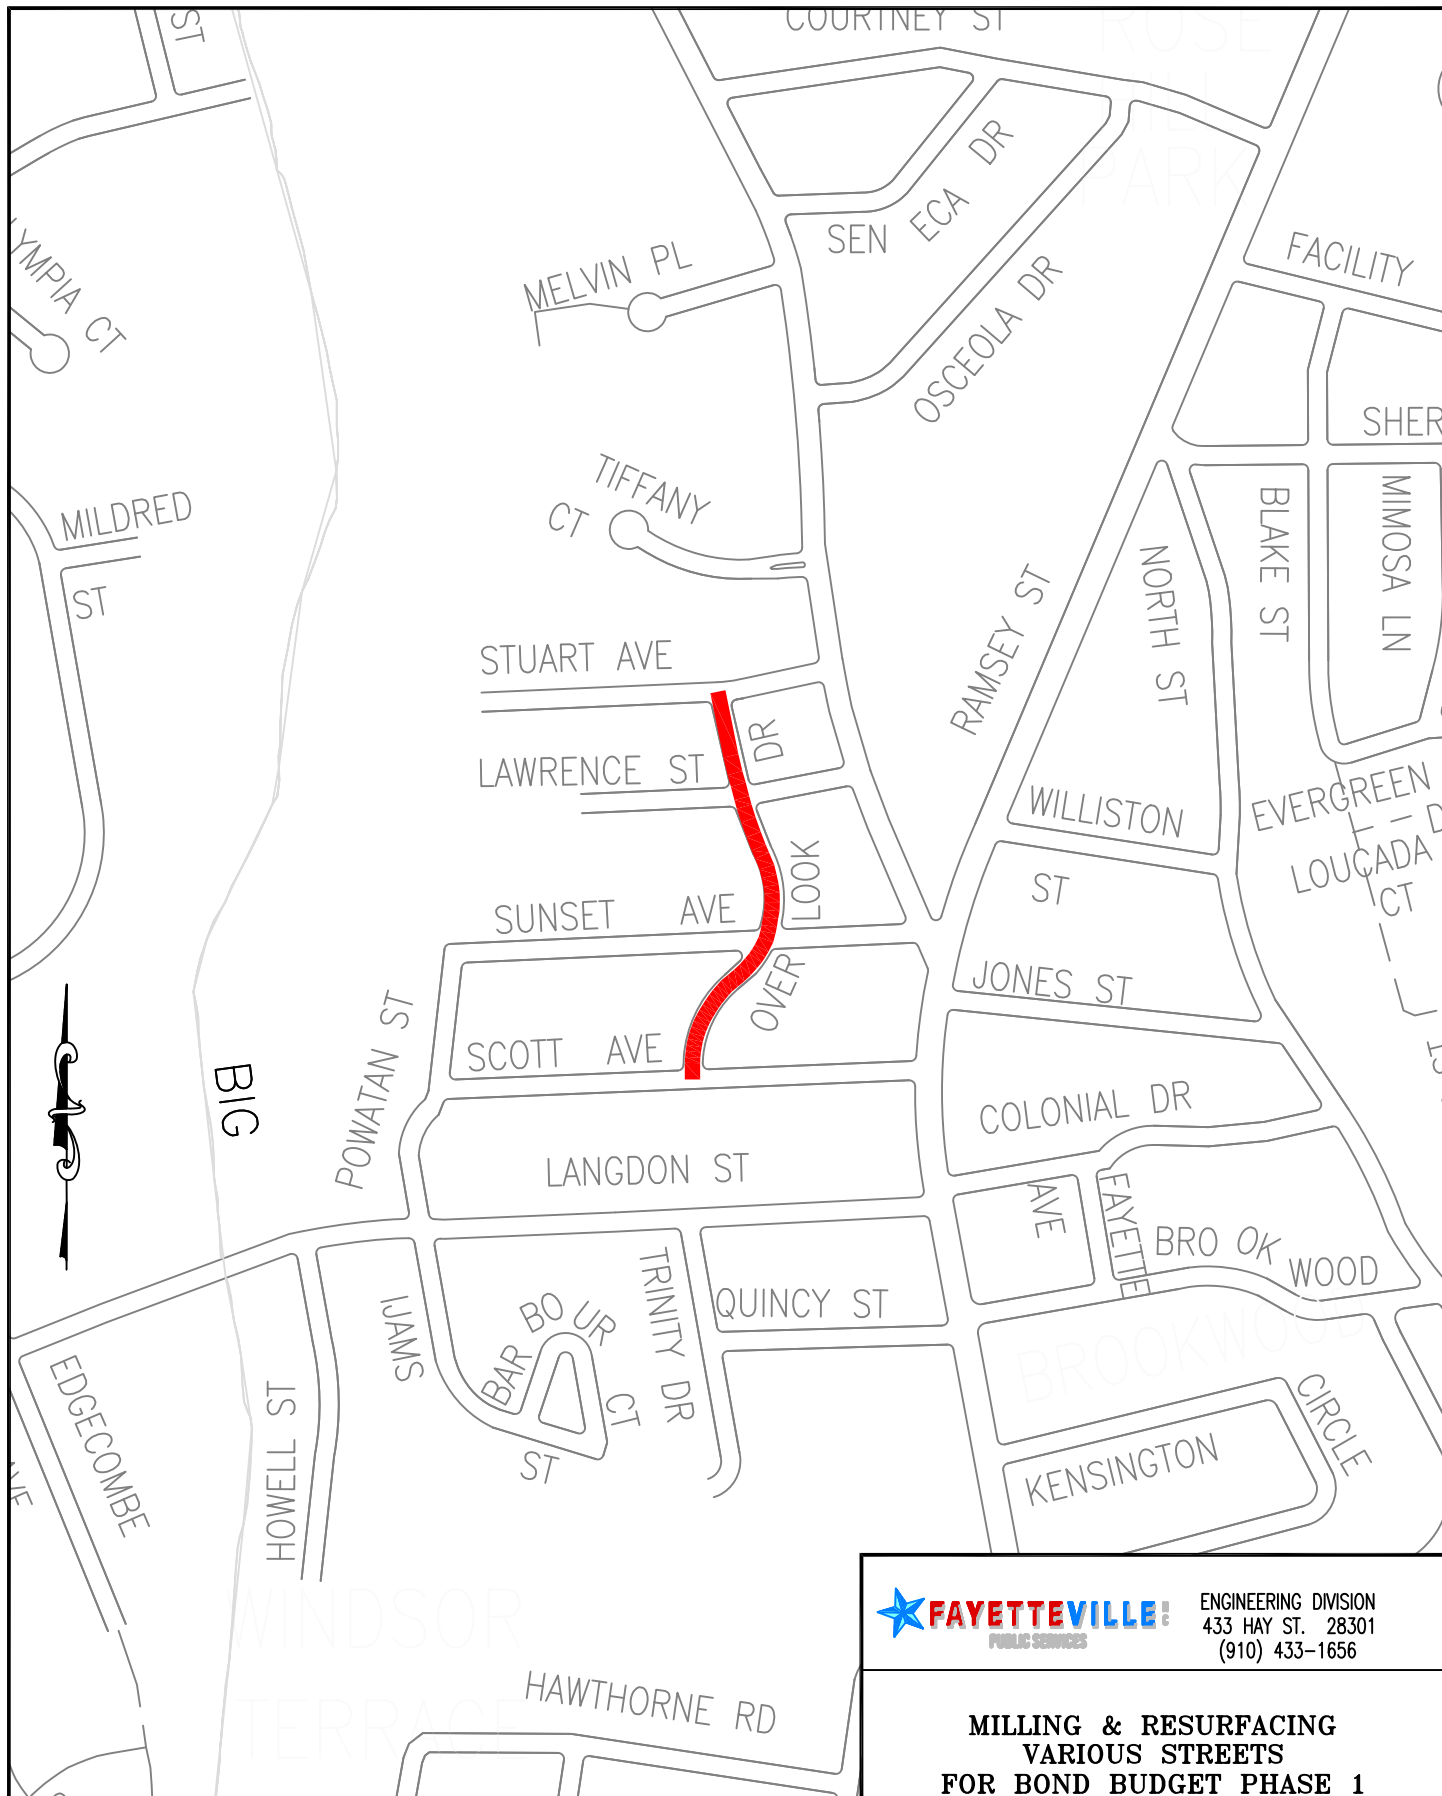 ST
COURTNEY ST
ROSE
HILL
PARK
SEN ECA DR
MELVIN PL
FACILITY
OSCEOLA DR
YMPIA CT
SHER
TIFFANY
CT
MILDRED
ST
BLAKE ST
MIMOSA LN
NORTH ST
RAMSEY ST
STUART AVE
DR
LAWRENCE ST
WILLISTON
ST
EVERGREEN
D
LOUCADA
CT
LOOK
OVER
SUNSET AVE
JONES ST
POWATAN ST
SCOTT AVE
BIG
COLONIAL DR
LANGDON ST
AVE
FAYETTE
BRO OK
WOOD
TRINITY DR
QUINCY ST
IJAMS
ST
BAR
BO UR
CT
BROOKWOOD
EDGECOMBE
HOWELL ST
CIRCLE
KENSINGTON
WINDSOR
TERRACE
HAWTHORNE RD
FAYETTEVILLE
PUBLIC SERVICES
ENGINEERING DIVISION
433 HAY ST. 28301
(910) 433-1656
MILLING & RESURFACING
VARIOUS STREETS
FOR BOND BUDGET PHASE 1